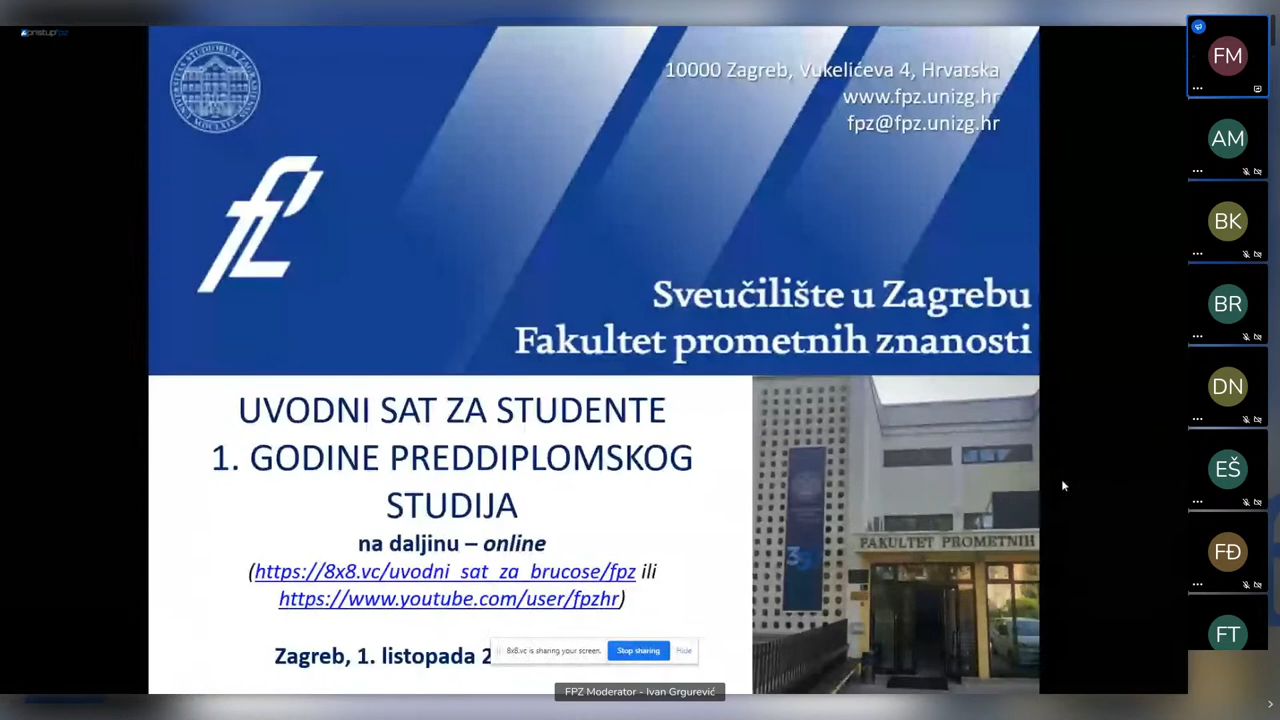 pristupfpz
10000 Zagreb, Vukelićeva 4, Hrvatska
www.fpz.unizg.hr
fpz@fpz.unizg.hr
Sveučilište u Zagrebu
Fakultet prometnih znanosti
UVODNI SAT ZA STUDENTE
1. GODINE PREDDIPLOMSKOG
STUDIJA
na daljinu – online
(https://8x8.vc/uvodni_sat_za_brucose/fpz ili
https://www.youtube.com/user/fpzhr)
Zagreb, 1. listopada 2
8x8.vc is sharing your screen.
Stop sharing
Hide
FAKULTET PROMETNIH
FPZ Moderator - Ivan Grgurević
FM
AM
BK
BR
DN
EŠ
FĐ
FT